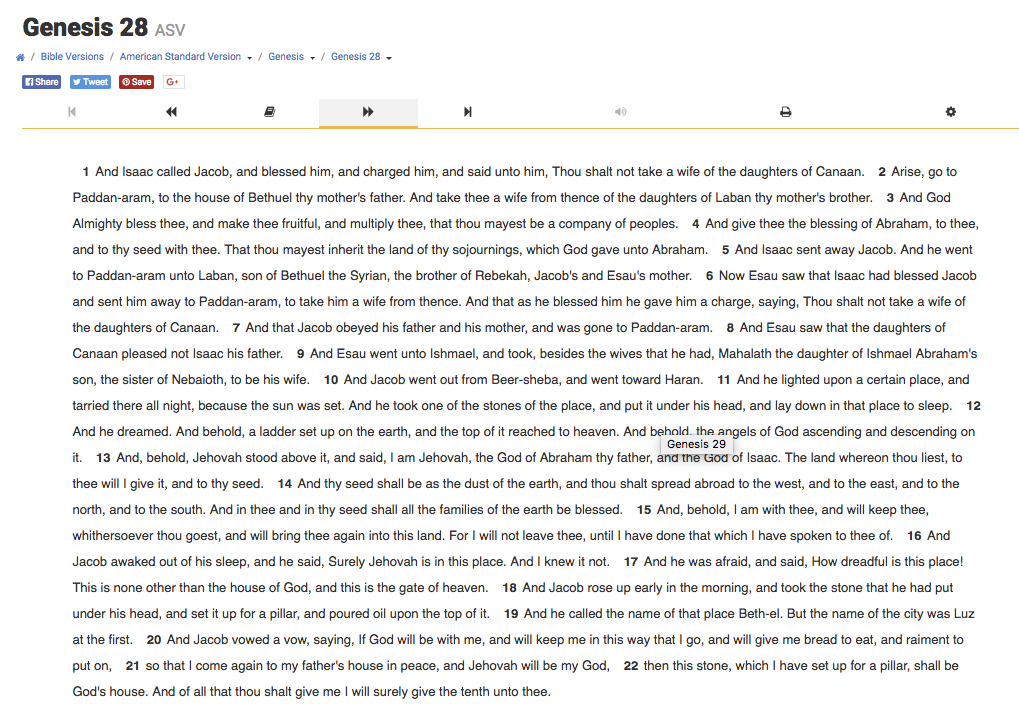 Genesis 28 ASV
/ Bible Versions / American Standard Version / Genesis / Genesis 28
Share Tweet Save G+
1 And Isaac called Jacob, and blessed him, and charged him, and said unto him, Thou shalt not take a wife of the daughters of Canaan. 2 Arise, go to
Paddan-aram, to the house of Bethuel thy mother's father. And take thee a wife from thence of the daughters of Laban thy mother's brother. 3 And God
Almighty bless thee, and make thee fruitful, and multiply thee, that thou mayest be a company of peoples. 4 And give thee the blessing of Abraham, to thee,
and to thy seed with thee. That thou mayest inherit the land of thy sojournings, which God gave unto Abraham. 5 And Isaac sent away Jacob. And he went
to Paddan-aram unto Laban, son of Bethuel the Syrian, the brother of Rebekah, Jacob's and Esau's mother. 6 Now Esau saw that Isaac had blessed Jacob
and sent him away to Paddan-aram, to take him a wife from thence. And that as he blessed him he gave him a charge, saying, Thou shalt not take a wife of
the daughters of Canaan. 7 And that Jacob obeyed his father and his mother, and was gone to Paddan-aram. 8 And Esau saw that the daughters of
Canaan pleased not Isaac his father. 9 And Esau went unto Ishmael, and took, besides the wives that he had, Mahalath the daughter of Ishmael Abraham's
son, the sister of Nebaioth, to be his wife. 10 And Jacob went out from Beer-sheba, and went toward Haran. 11 And he lighted upon a certain place, and
tarried there all night, because the sun was set. And he took one of the stones of the place, and put it under his head, and lay down in that place to sleep. 12
And he dreamed. And behold, a ladder set up on the earth, and the top of it reached to heaven. And behold, the angels of God ascending and descending on
Genesis 29
it. 13 And, behold, Jehovah stood above it, and said, I am Jehovah, the God of Abraham thy father, and the God of Isaac. The land whereon thou liest, to
thee will I give it, and to thy seed. 14 And thy seed shall be as the dust of the earth, and thou shalt spread abroad to the west, and to the east, and to the
north, and to the south. And in thee and in thy seed shall all the families of the earth be blessed. 15 And, behold, I am with thee, and will keep thee,
whithersoever thou goest, and will bring thee again into this land. For I will not leave thee, until I have done that which I have spoken to thee of. 16 And
Jacob awaked out of his sleep, and he said, Surely Jehovah is in this place. And I knew it not. 17 And he was afraid, and said, How dreadful is this place!
This is none other than the house of God, and this is the gate of heaven. 18 And Jacob rose up early in the morning, and took the stone that he had put
under his head, and set it up for a pillar, and poured oil upon the top of it. 19 And he called the name of that place Beth-el. But the name of the city was Luz
at the first. 20 And Jacob vowed a vow, saying, If God will be with me, and will keep me in this way that I go, and will give me bread to eat, and raiment to
put on, 21 so that I come again to my father's house in peace, and Jehovah will be my God, 22 then this stone, which I have set up for a pillar, shall be
God's house. And of all that thou shalt give me I will surely give the tenth unto thee.